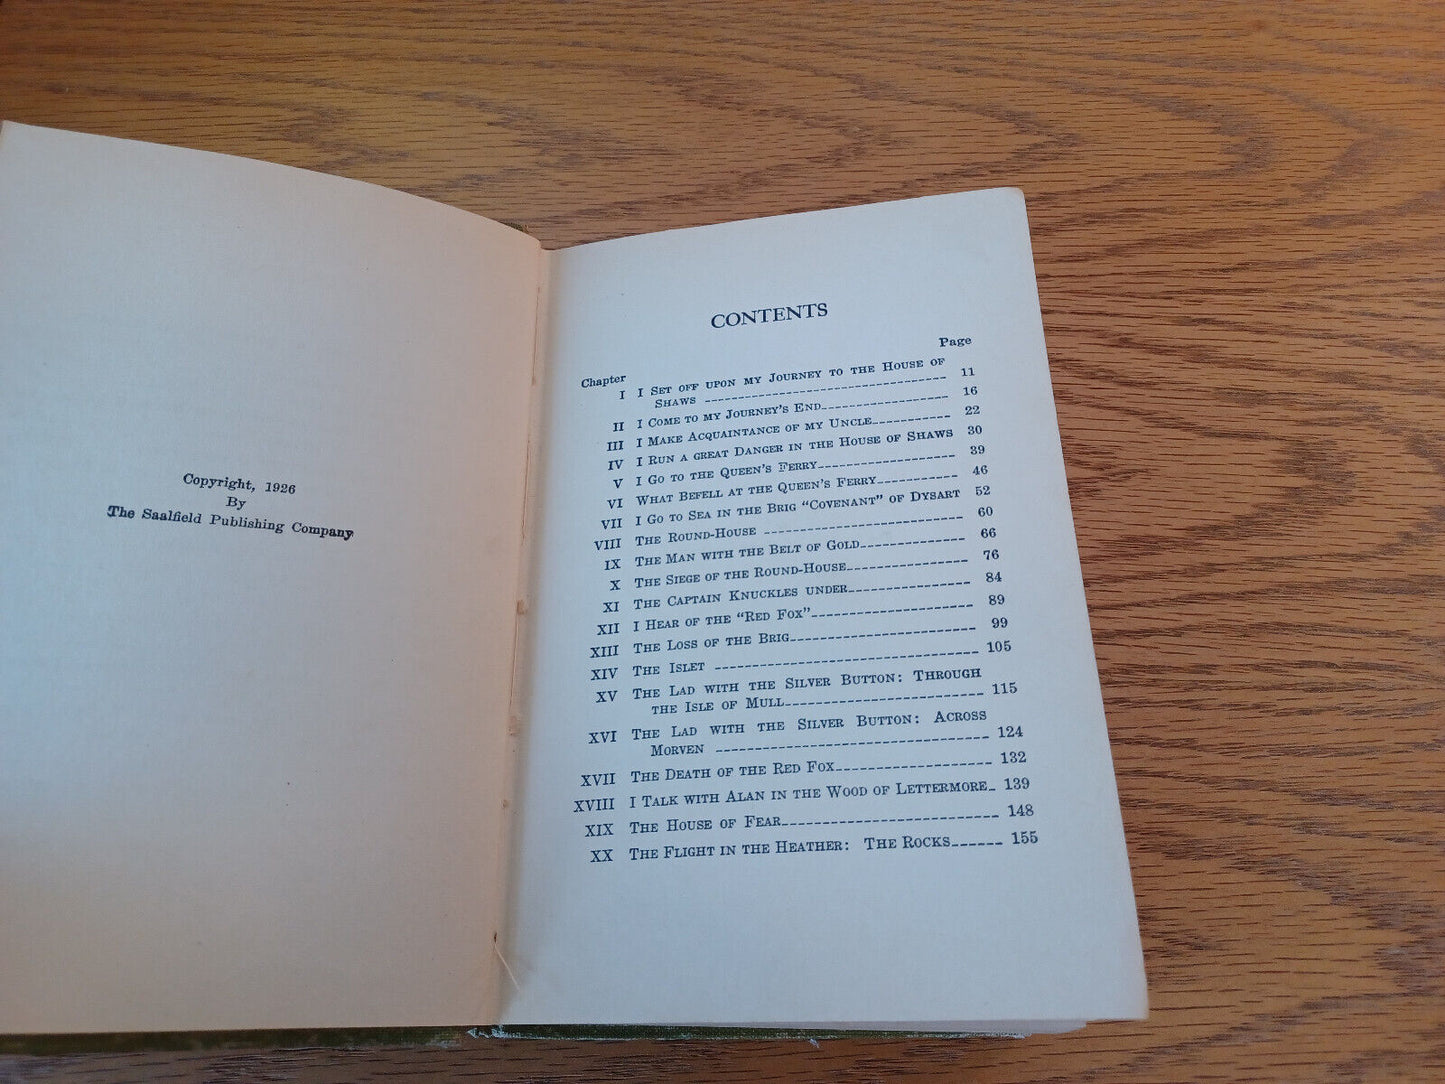 Copyright, 1926
By
The Saalfield Publishing Company
CONTENTS
Chapter Page
I I Set off upon my Journey to the House of
Shaws 11
II I Come to my Journey's End 16
III I Make Acquaintance of my Uncle 22
IV I Run a great Danger in the House of Shaws 30
V I Go to the Queen's Ferry 39
VI What Befell at the Queen's Ferry 46
VII I Go to Sea in the Brig "Covenant" of Dysart 52
VIII The Round-House 60
IX The Man with the Belt of Gold 66
X The Siege of the Round-House 76
XI The Captain Knuckles under 84
XII I Hear of the "Red Fox" 89
XIII The Loss of the Brig 99
XIV The Islet 105
XV The Lad with the Silver Button: Through
the Isle of Mull 115
XVI The Lad with the Silver Button: Across
Morven 124
XVII The Death of the Red Fox 132
XVIII I Talk with Alan in the Wood of Lettermore 139
XIX The House of Fear 148
XX The Flight in the Heather: The Rocks 155